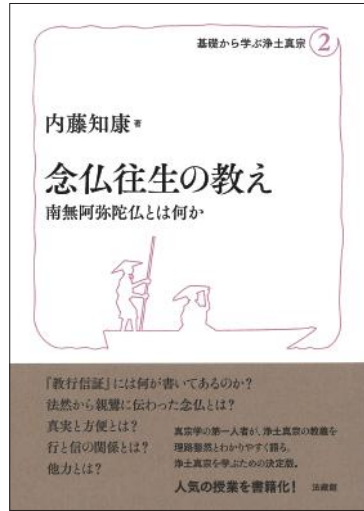 基礎から学ぶ浄土真宗 2
内藤知康 著
念仏往生の教え
南無阿弥陀仏とは何か
『教行信証』には何が書いてあるのか?
法然から親鸞に伝わった念仏とは?
真実と方便とは?
行と信の関係とは?
他力とは?
真宗学の第一人者が、浄土真宗の教義を
理路整然とわかりやすく語る。
浄土真宗を学ぶための決定版。
人気の授業を書籍化! 法藏館